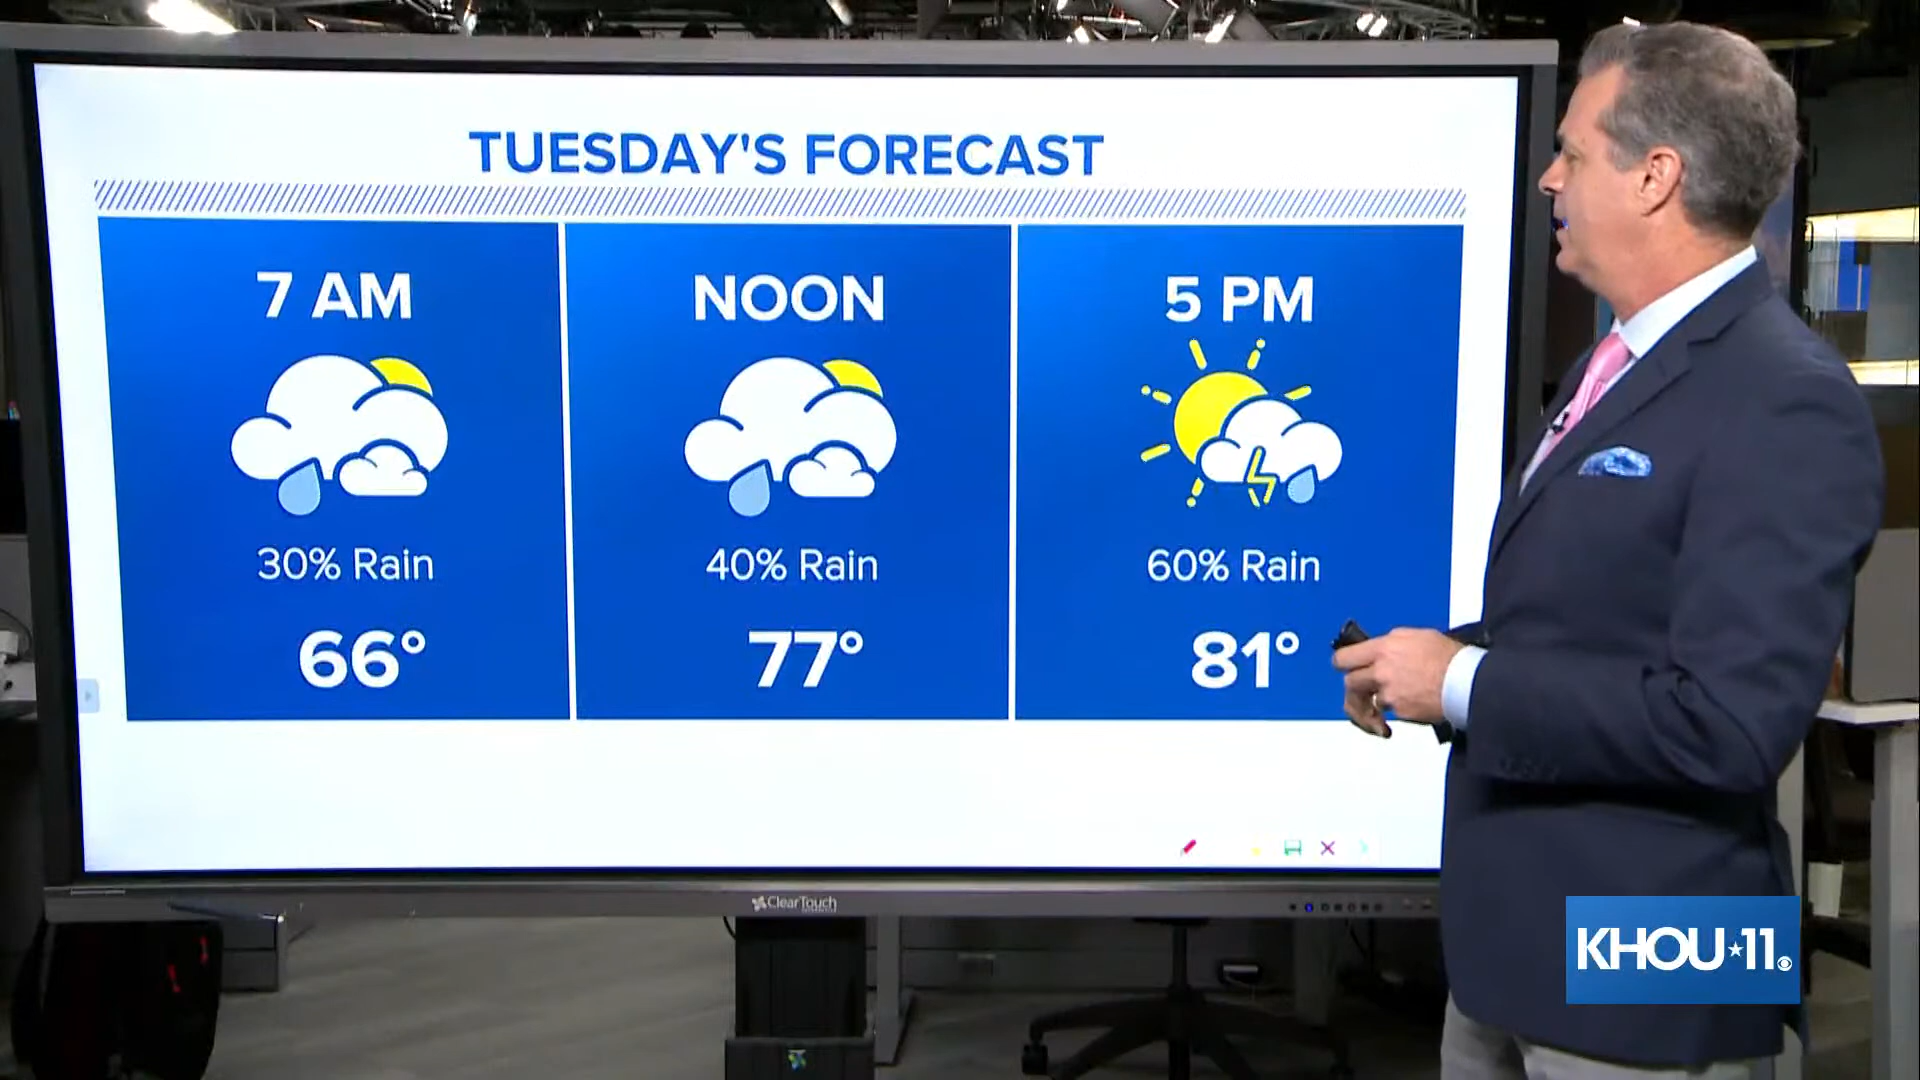 TUESDAY'S FORECAST
7 AM
30% Rain
66°
NOON
40% Rain
77°
5 PM
60% Rain
81°
ClearTouch
KHOU★11